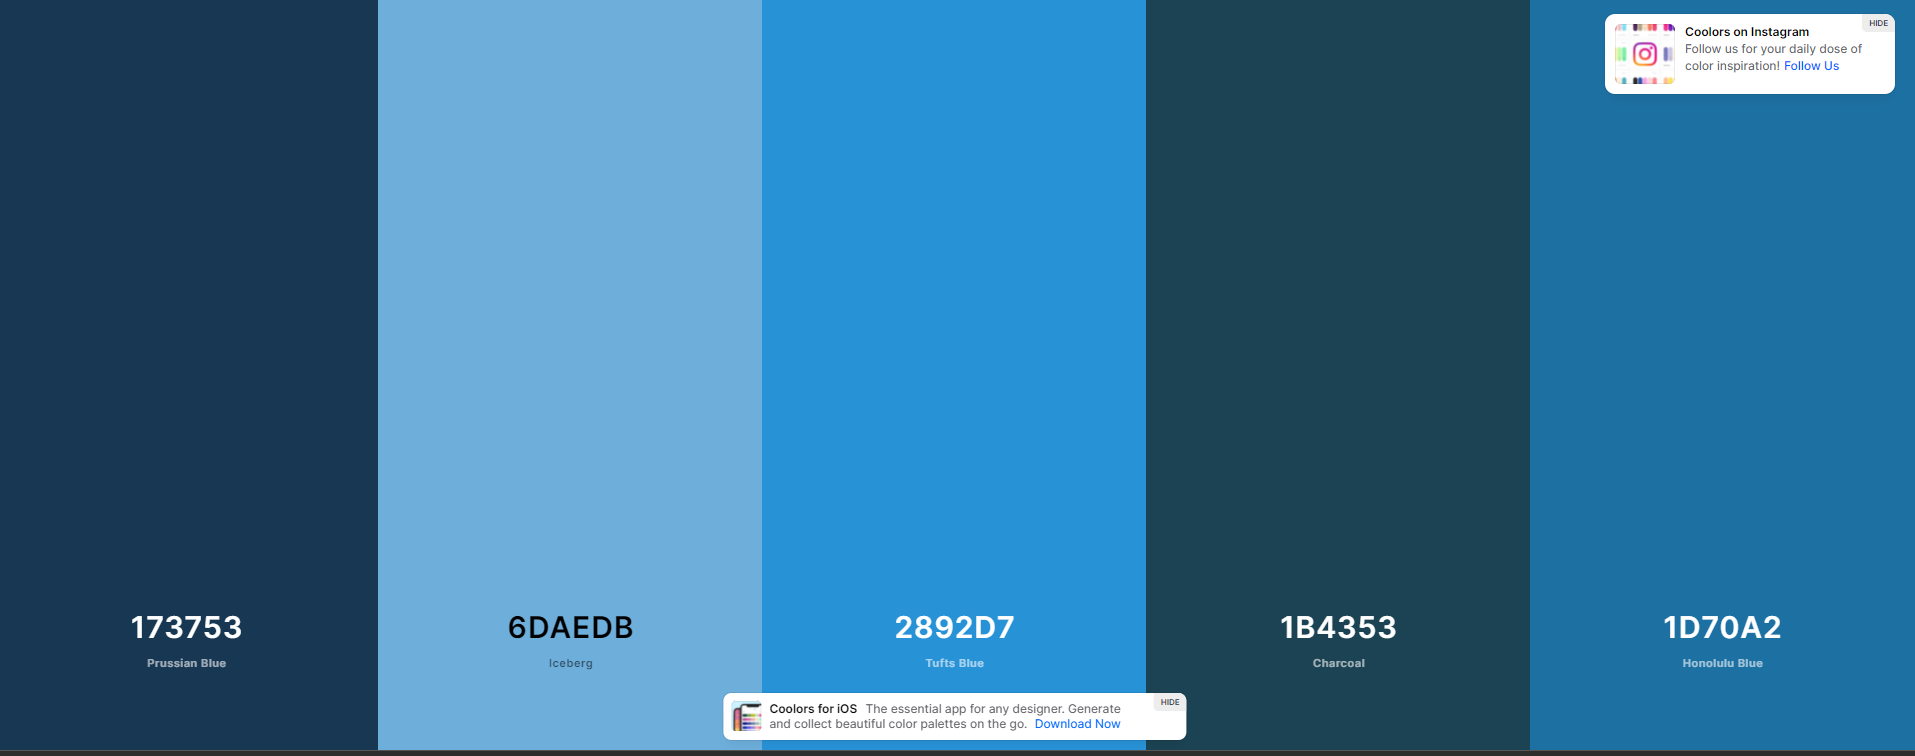 HIDE
Coolors on Instagram
Follow us for your daily dose of
color inspiration! Follow Us
173753
Prussian Blue
6DAEDB
Iceberg
2892D7
Tufts Blue
1B4353
Charcoal
1D70A2
Honolulu Blue
HIDE
Coolors for iOS The essential app for any designer. Generate
and collect beautiful color palettes on the go. Download Now